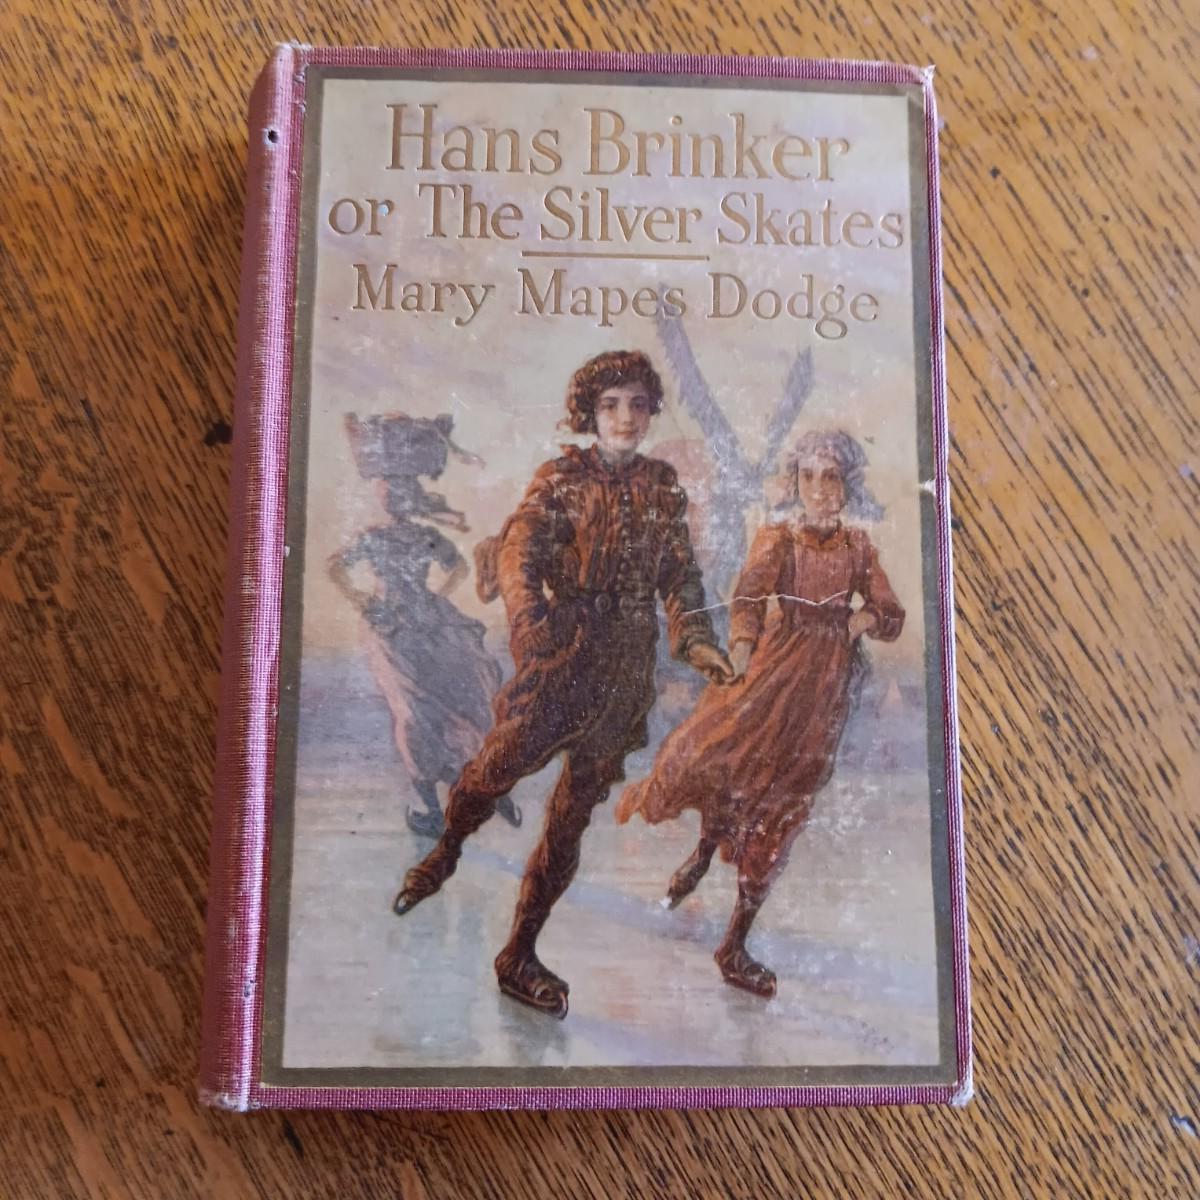 Hans Brinker
or The Silver Skates
Mary Mapes Dodge